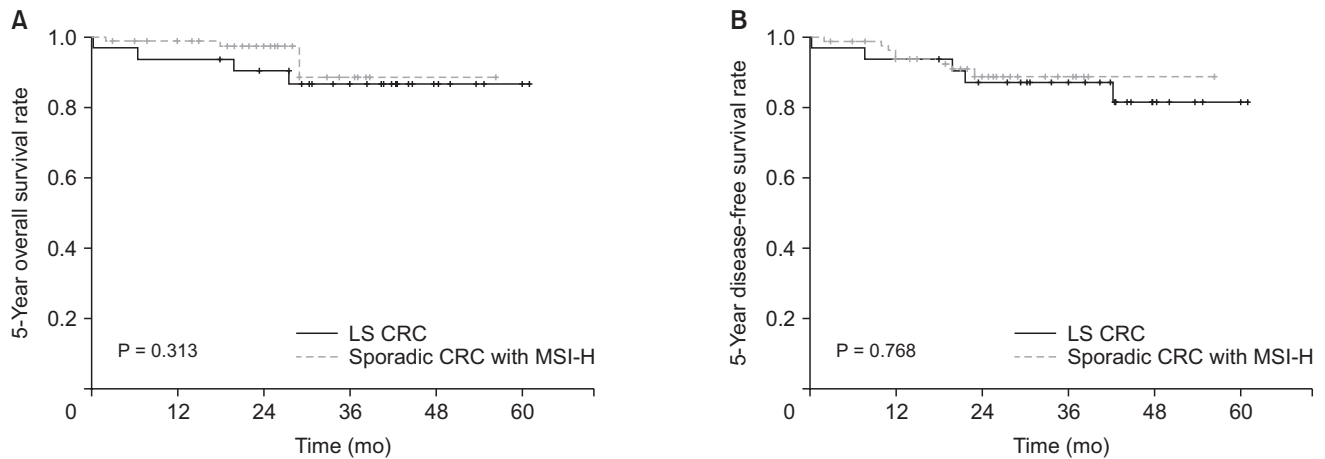 A
5-Year overall survival rate
1.0
0.8
0.6
0.4
0.2
0
12
24
36
48
60
Time (mo)
P = 0.313
LS CRC
Sporadic CRC with MSI-H
B
5-Year disease-free survival rate
1.0
0.8
0.6
0.4
0.2
0
12
24
36
48
60
Time (mo)
P = 0.768
LS CRC
Sporadic CRC with MSI-H